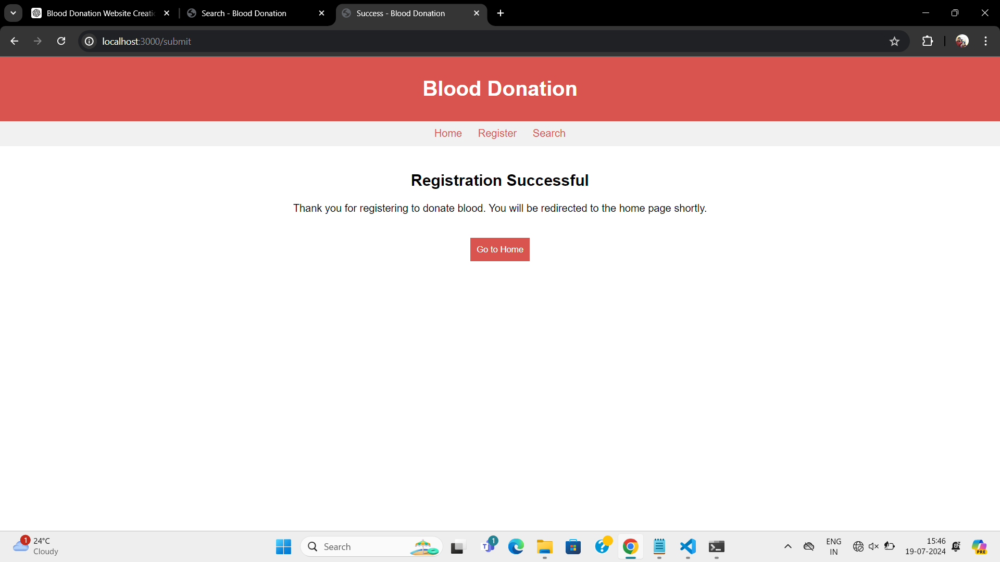 Blood Donation Website Creatio
Search - Blood Donation
Success - Blood Donation
localhost:3000/submit
Blood Donation
Home Register Search
Registration Successful
Thank you for registering to donate blood. You will be redirected to the home page shortly.
Go to Home
1
24°C
Cloudy
Search
T
1
?
PRE
ENG
IN
15:46
19-07-2024